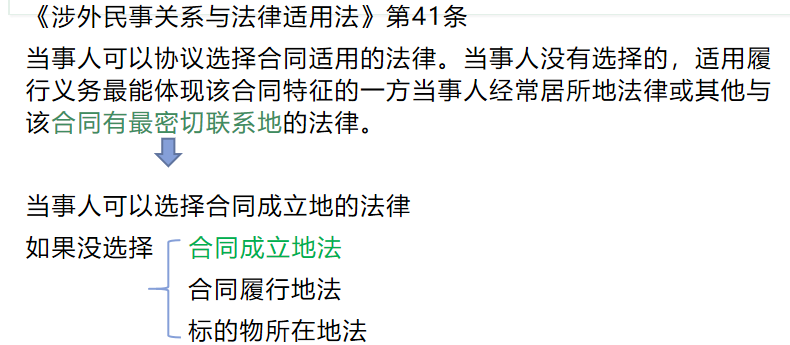 《涉外民事关系与法律适用法》第41条
当事人可以协议选择合同适用的法律。当事人没有选择的，适用履
行义务最能体现该合同特征的一方当事人经常居所地法律或其他与
该合同有最密切联系地的法律。
当事人可以选择合同成立地的法律
如果没选择 合同成立地法
合同履行地法
标的物所在地法